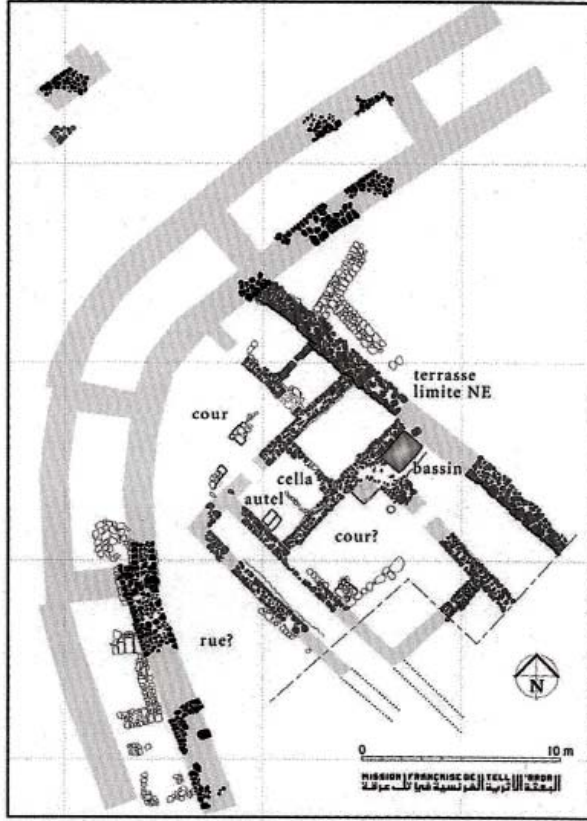 terrasse
limite NE
cour
bassin
cella
autel
cour?
rue?
N
0 10 m
MISSION FRANÇAISE DE TELL 'ARQA
البعثة الأثرية الفرنسية في تل عرقة